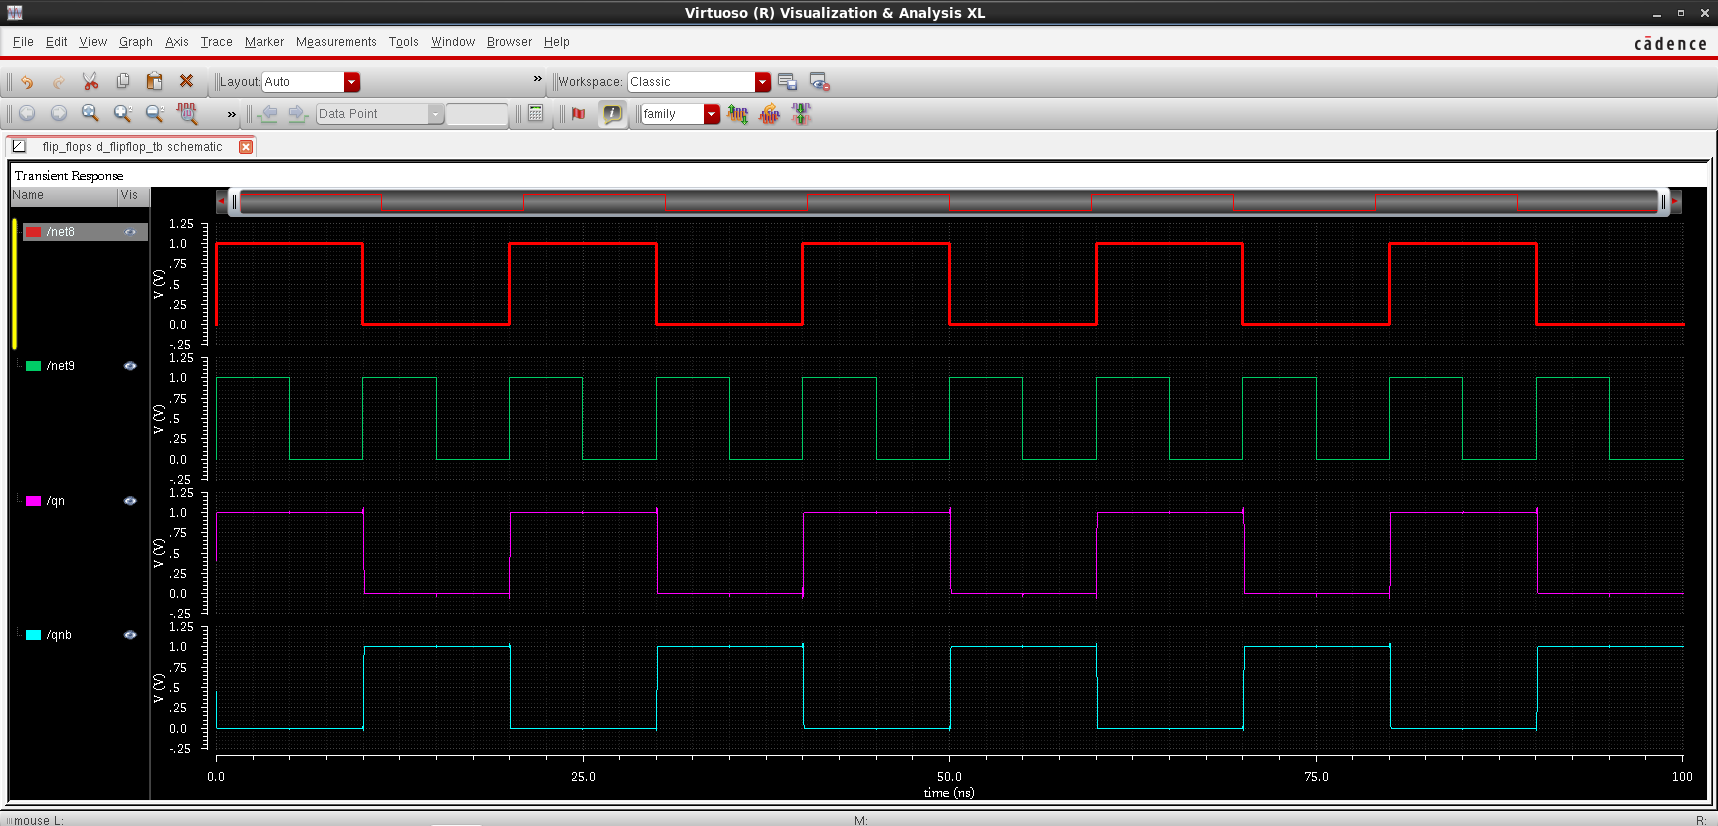 Virtuoso (R) Visualization & Analysis XL
File Edit View Graph Axis Trace Marker Measurements Tools Window Browser Help
cādence
Layout: Auto » Workspace: Classic
» Data Point family
flip_flops d_flipflop_tb schematic
Transient Response
Name Vis
/net8
1.25
1.0
.75
.5
.25
0.0
-.25
V (V)
/net9
1.25
1.0
.75
.5
.25
0.0
-.25
V (V)
/qn
1.25
1.0
.75
.5
.25
0.0
-.25
V (V)
/qnb
1.25
1.0
.75
.5
.25
0.0
-.25
V (V)
0.0 25.0 50.0 75.0 100
time (ns)
mouse L: M: R: